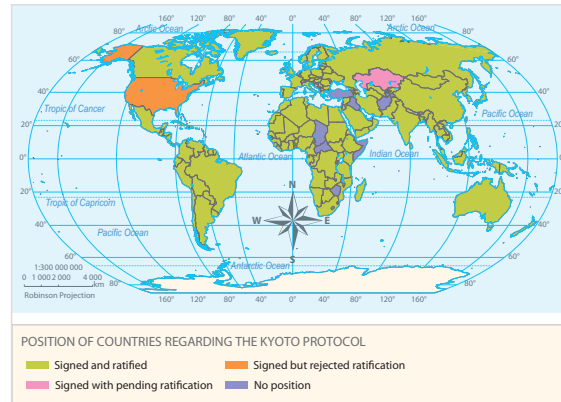 Arctic Ocean
Arctic Ocean
160° 120° 80° 40° 0° 40° 80° 120° 160°
80° 80°
60° 60°
40° 40°
Tropic of Cancer
Pacific Ocean
20° 20°
Atlantic Ocean
Indian Ocean
0° 0°
N
20° 20°
Tropic of Capricorn
W E
40° 40°
Pacific Ocean
S
60° 60°
Antarctic Ocean
1:300 000 000
0 1 000 2 000 4 000
km
80° 80°
Robinson Projection
160° 120° 80° 40° 0° 40° 80° 120° 160°
POSITION OF COUNTRIES REGARDING THE KYOTO PROTOCOL
Signed and ratified
Signed but rejected ratification
Signed with pending ratification
No position